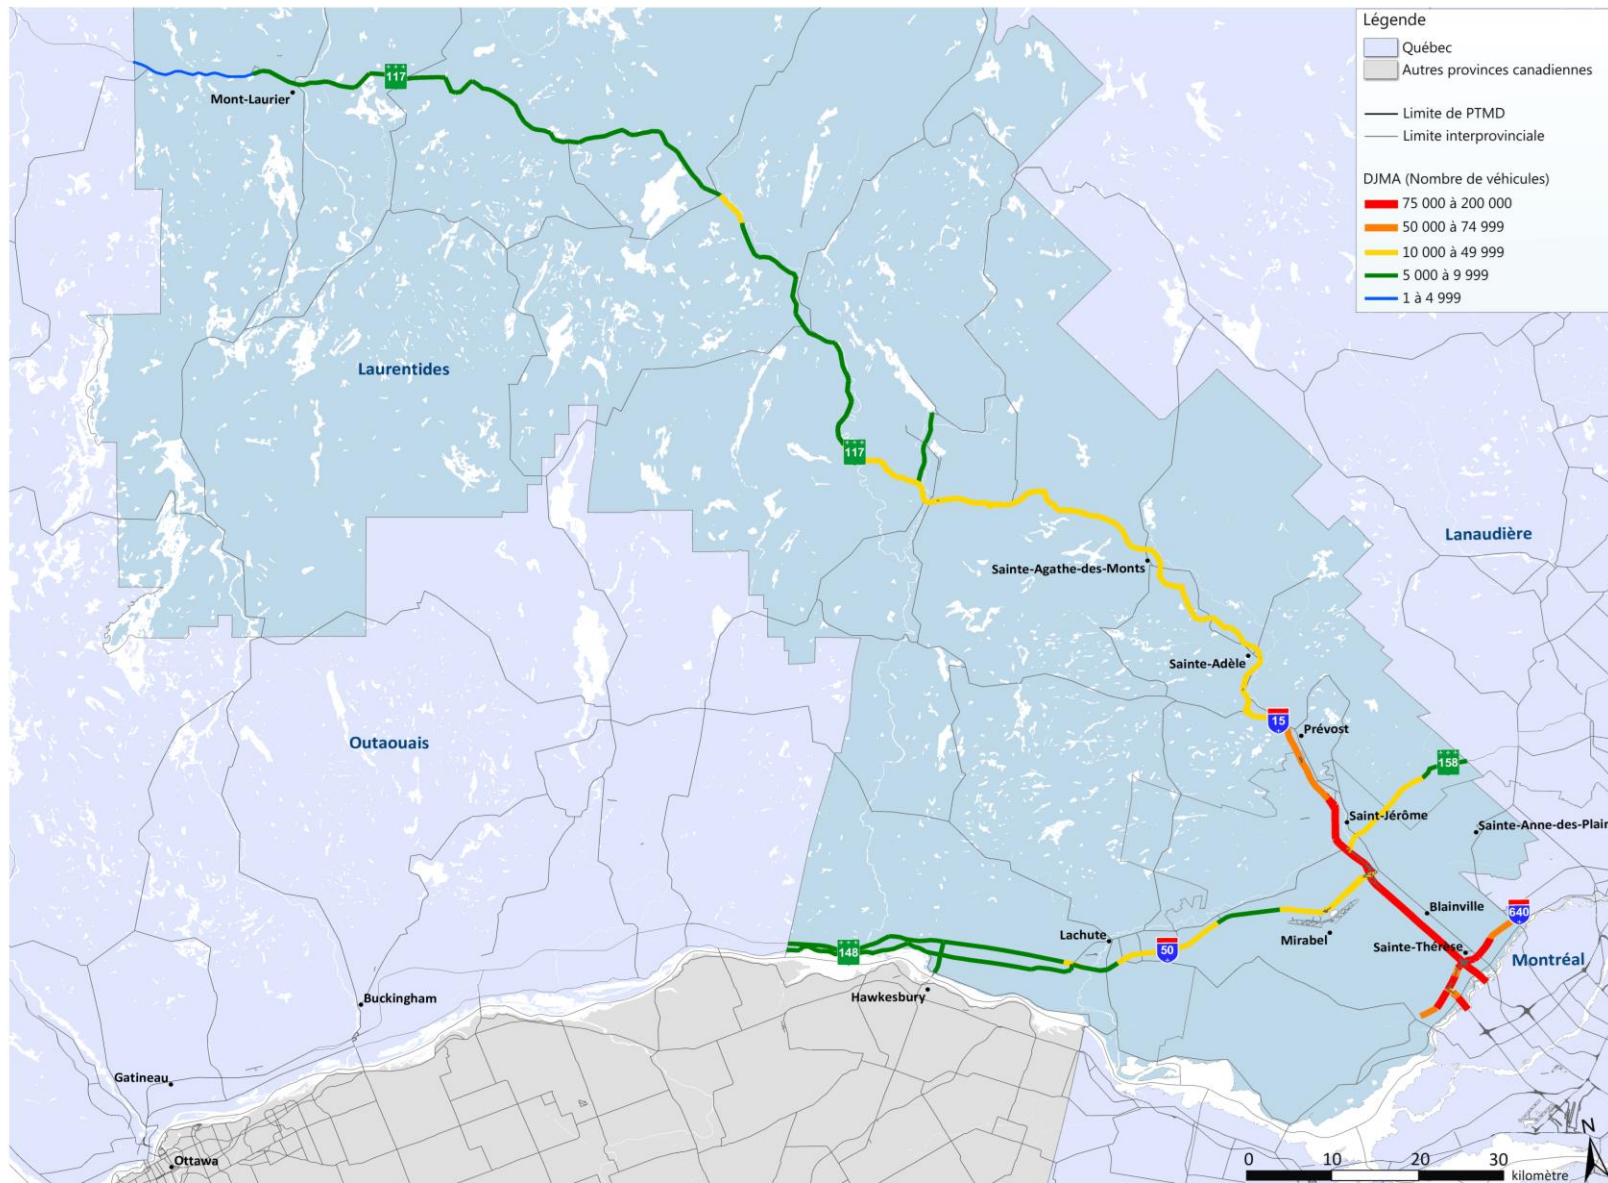 Légende
Québec
Autres provinces canadiennes
Limite de PTMD
Limite interprovinciale
DJMA (Nombre de véhicules)
75 000 à 200 000
50 000 à 74 999
10 000 à 49 999
5 000 à 9 999
1 à 4 999
117
Mont-Laurier
Laurentides
117
Lanaudière
Sainte-Agathe-des-Monts
Sainte-Adèle
15
Prévost
Outaouais
158
Saint-Jérôme
Sainte-Anne-des-Plain
Blainville
640
Lachute
Mirabel
Sainte-Thérèse
148
50
Montréal
Hawkesbury
Buckingham
Gatineau
Ottawa
N
0 10 20 30
kilomètre